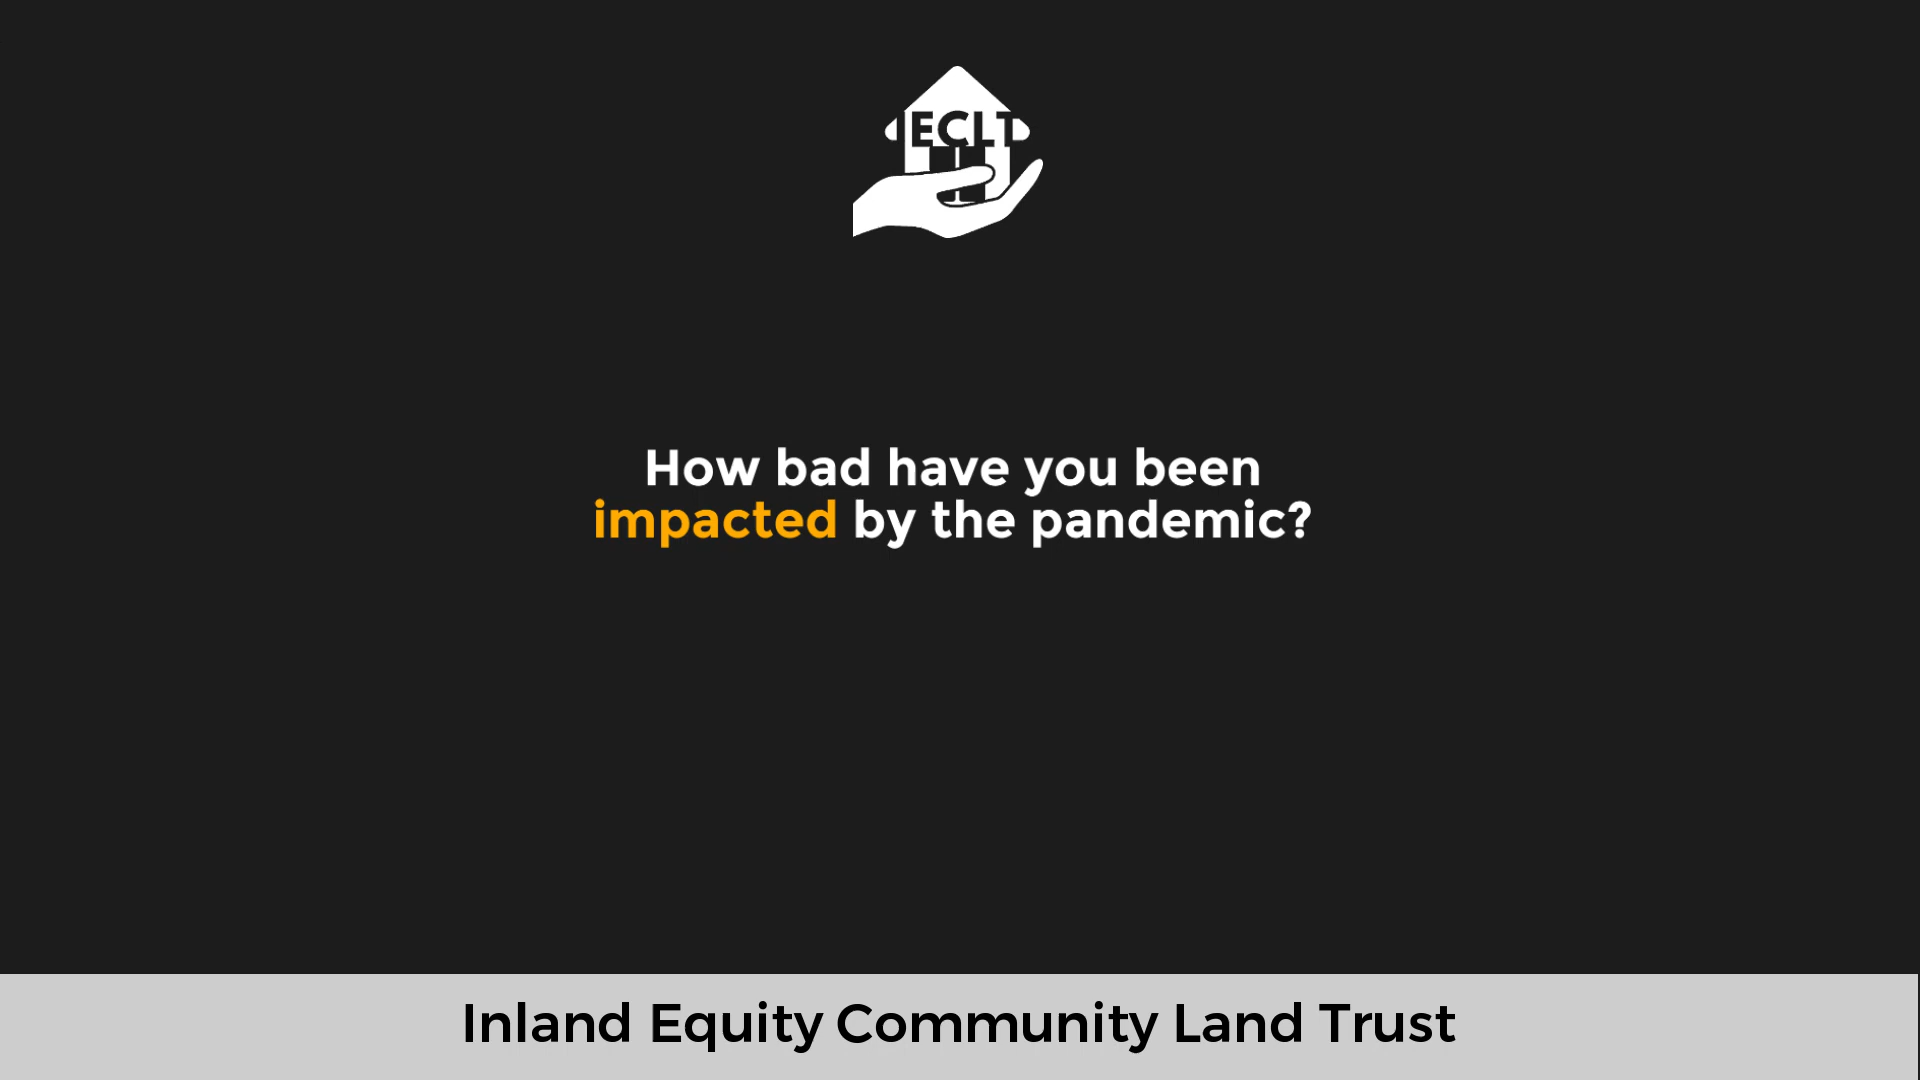 IECLT
How bad have you been
impacted by the pandemic?
Inland Equity Community Land Trust